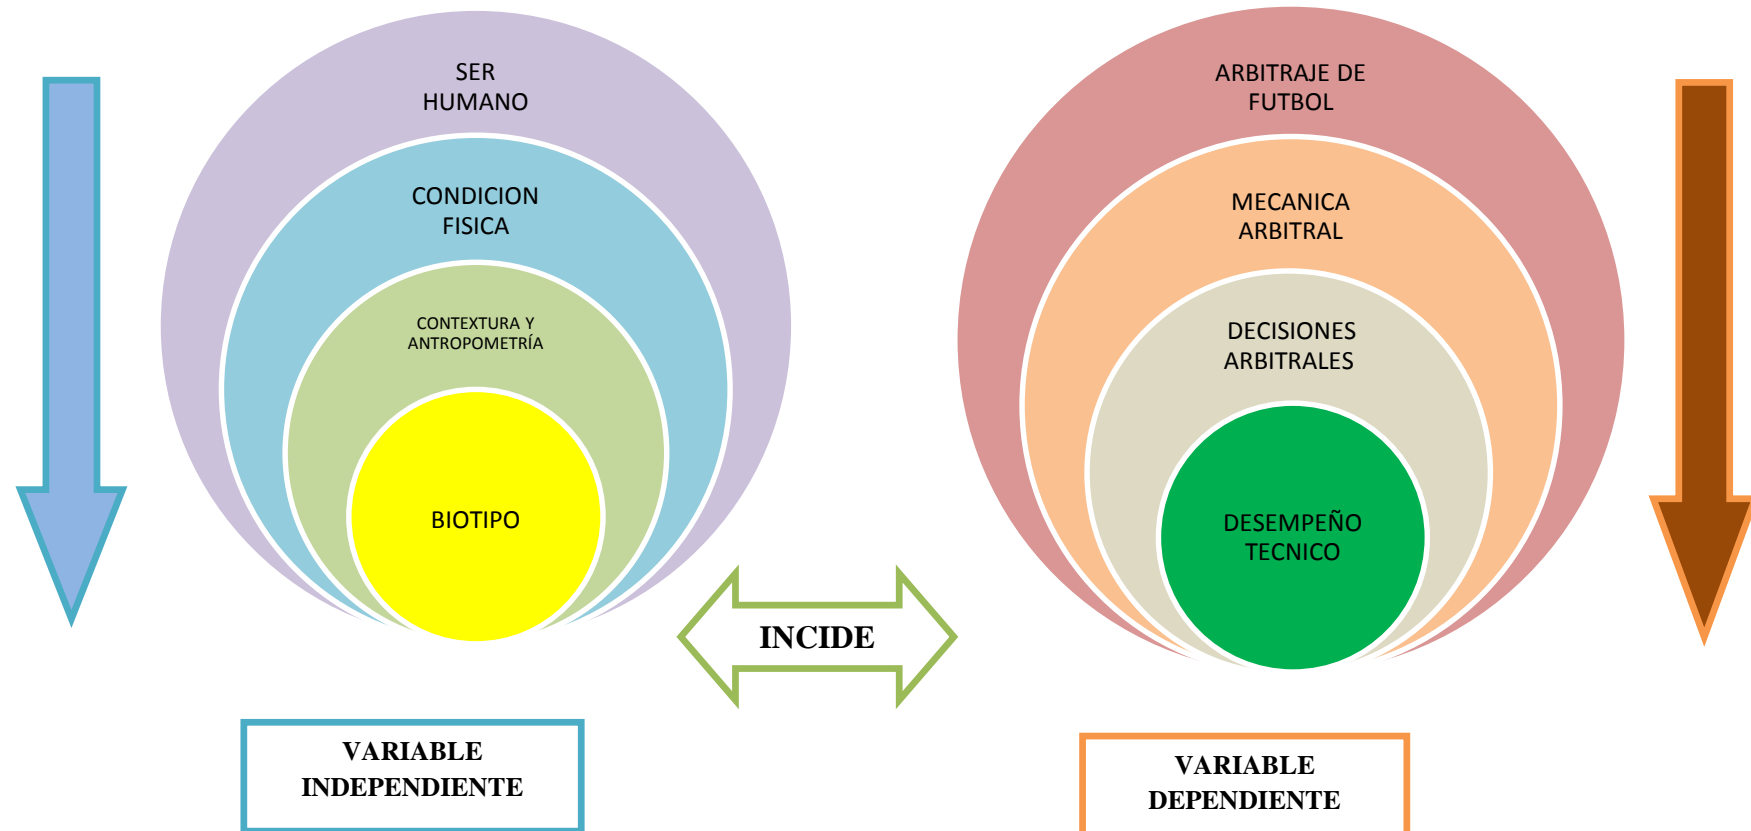 SER
HUMANO
CONDICION
FISICA
CONTEXTURA Y
ANTROPOMETRÍA
BIOTIPO
ARBITRAJE DE
FUTBOL
MECANICA
ARBITRAL
DECISIONES
ARBITRALES
DESEMPEÑO
TECNICO
INCIDE
VARIABLE
INDEPENDIENTE
VARIABLE
DEPENDIENTE